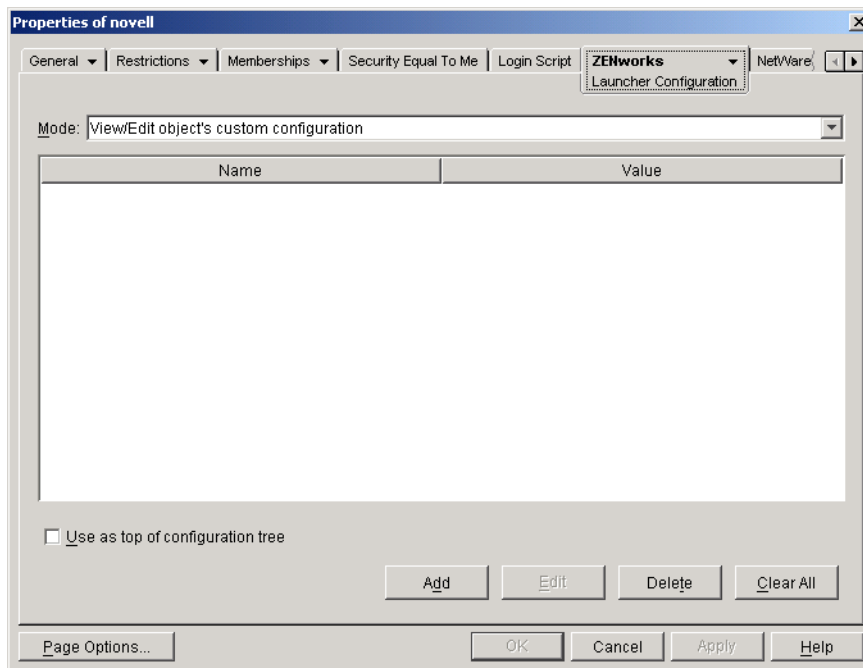 Properties of novell
General Restrictions Memberships Security Equal To Me Login Script ZENworks NetWare
Launcher Configuration
Mode: View/Edit object's custom configuration
Name Value
Use as top of configuration tree
Add Edit Delete Clear All
Page Options... OK Cancel Apply Help